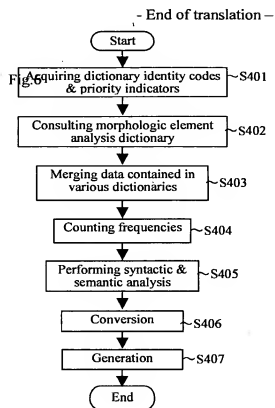 - End of translation –
Start
Fig.6
Acquiring dictionary identity codes S401
& priority indicators
Consulting morphologic element S402
analysis dictionary
Merging data contained in
various dictionaries S403
Counting frequencies S404
Performing syntactic & S405
semantic analysis
Conversion S406
Generation S407
End